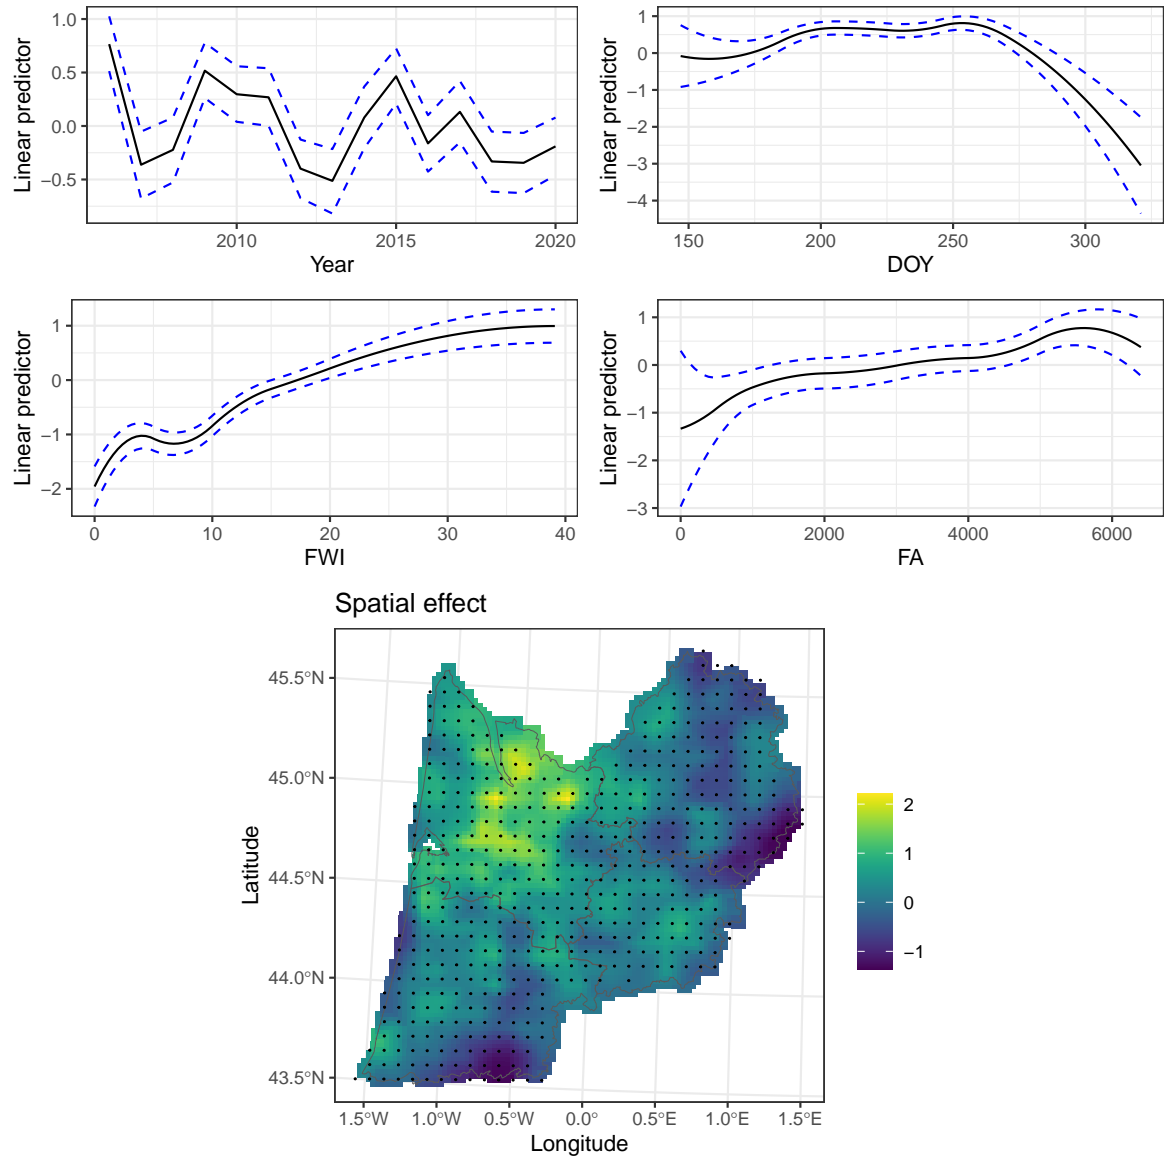 Linear predictor
1.0
0.5
0.0
−0.5
2010 2015 2020
Year
Linear predictor
1
0
−1
−2
−3
−4
150 200 250 300
DOY
Linear predictor
1
0
−1
−2
0 10 20 30 40
FWI
Linear predictor
1
0
−1
−2
−3
0 2000 4000 6000
FA
Spatial effect
Latitude
45.5°N
45.0°N
44.5°N
44.0°N
43.5°N
1.5°W 1.0°W 0.5°W 0.0° 0.5°E 1.0°E 1.5°E
Longitude
2
1
0
−1